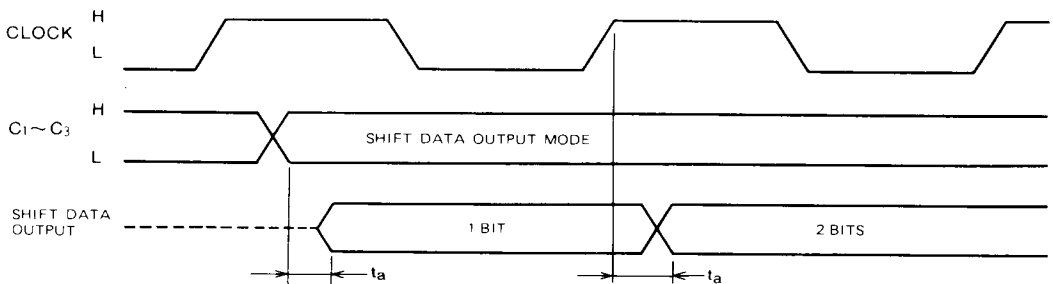 H
CLOCK
L
H
C₁~C₃
SHIFT DATA OUTPUT MODE
L
SHIFT DATA
OUTPUT
1 BIT
2 BITS
ta
ta